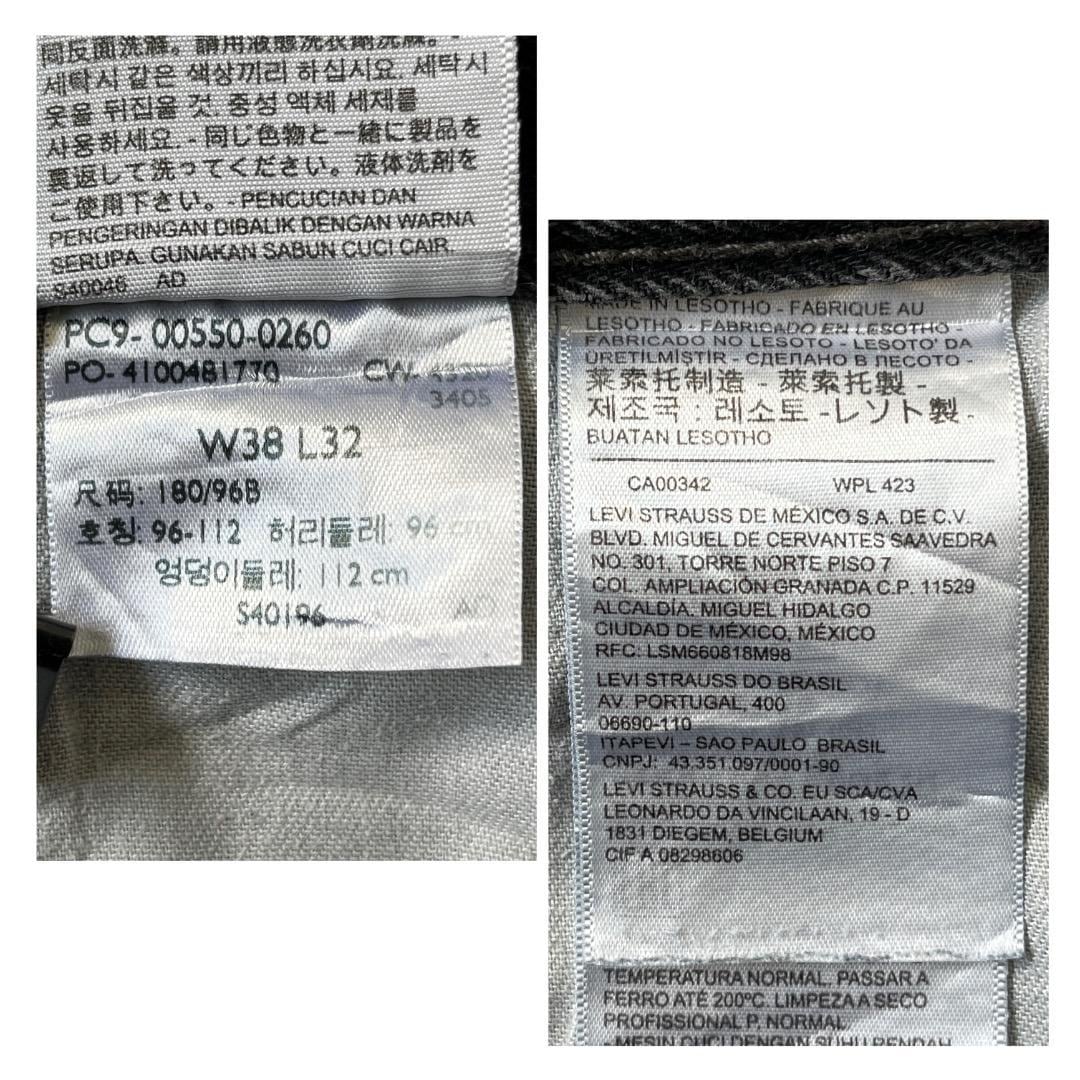 同反面洗滌。請用液態洗衣劑洗滌。-
세탁시 같은 색상끼리 하십시요. 세탁시
옷을 뒤집을 것. 중성 액체 세제를
사용하세요. - 同じ色物と一緒に製品を
裏返して洗ってください。液体洗剤を
ご使用下さい。- PENCUCIAN DAN
PENGERINGAN DIBALIK DENGAN WARNA
SERUPA. GUNAKAN SABUN CUCI CAIR.
S40046 AD
PC9- 00550-0260
PO- 4100481770 CW-
3405
W38 L32
尺码: 180/96B
호칭: 96-112 허리둘레: 96 cm
엉덩이둘레: 112 cm
S40196 AD
MADE IN LESOTHO - FABRIQUE AU
LESOTHO - FABRICADO EN LESOTHO -
FABRICADO NO LESOTO - LESOTO' DA
ÜRETILMİSTIR - СДЕЛАНО В ЛЕСОТО -
莱索托制造 - 萊索托製 -
제조국 : 레소토 -レソト製 -
BUATAN LESOTHO
CA00342 WPL 423
LEVI STRAUSS DE MÉXICO S.A. DE C.V.
BLVD. MIGUEL DE CERVANTES SAAVEDRA
NO. 301, TORRE NORTE PISO 7
COL. AMPLIACIÓN GRANADA C.P. 11529
ALCALDÍA. MIGUEL HIDALGO
CIUDAD DE MÉXICO, MÉXICO
RFC: LSM660818M98
LEVI STRAUSS DO BRASIL
AV. PORTUGAL, 400
06690-110
ITAPEVI – SAO PAULO BRASIL
CNPJ: 43.351.097/0001-90
LEVI STRAUSS & CO. EU SCA/CVA
LEONARDO DA VINCILAAN, 19 - D
1831 DIEGEM, BELGIUM
CIF A 08298606
TEMPERATURA NORMAL. PASSAR A
FERRO ATÉ 200ºC. LIMPEZA A SECO
PROFISSIONAL P. NORMAL
- MESIN CUCI DENGAN SUHU RENDAH